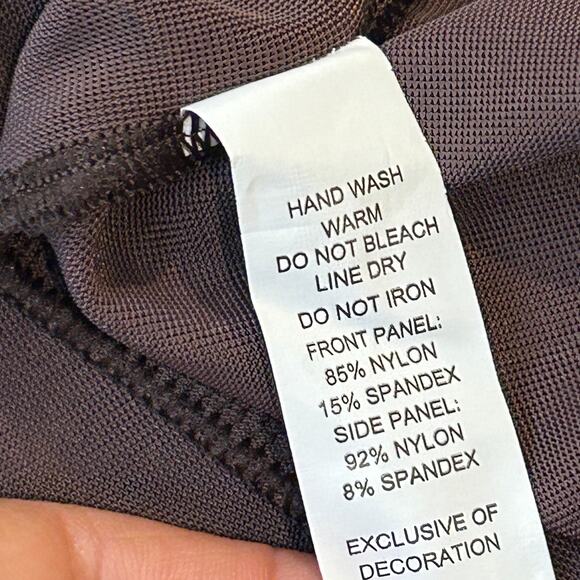 HAND WASH
WARM
DO NOT BLEACH
LINE DRY
DO NOT IRON
FRONT PANEL:
85% NYLON
15% SPANDEX
SIDE PANEL:
92% NYLON
8% SPANDEX
EXCLUSIVE OF
DECORATION